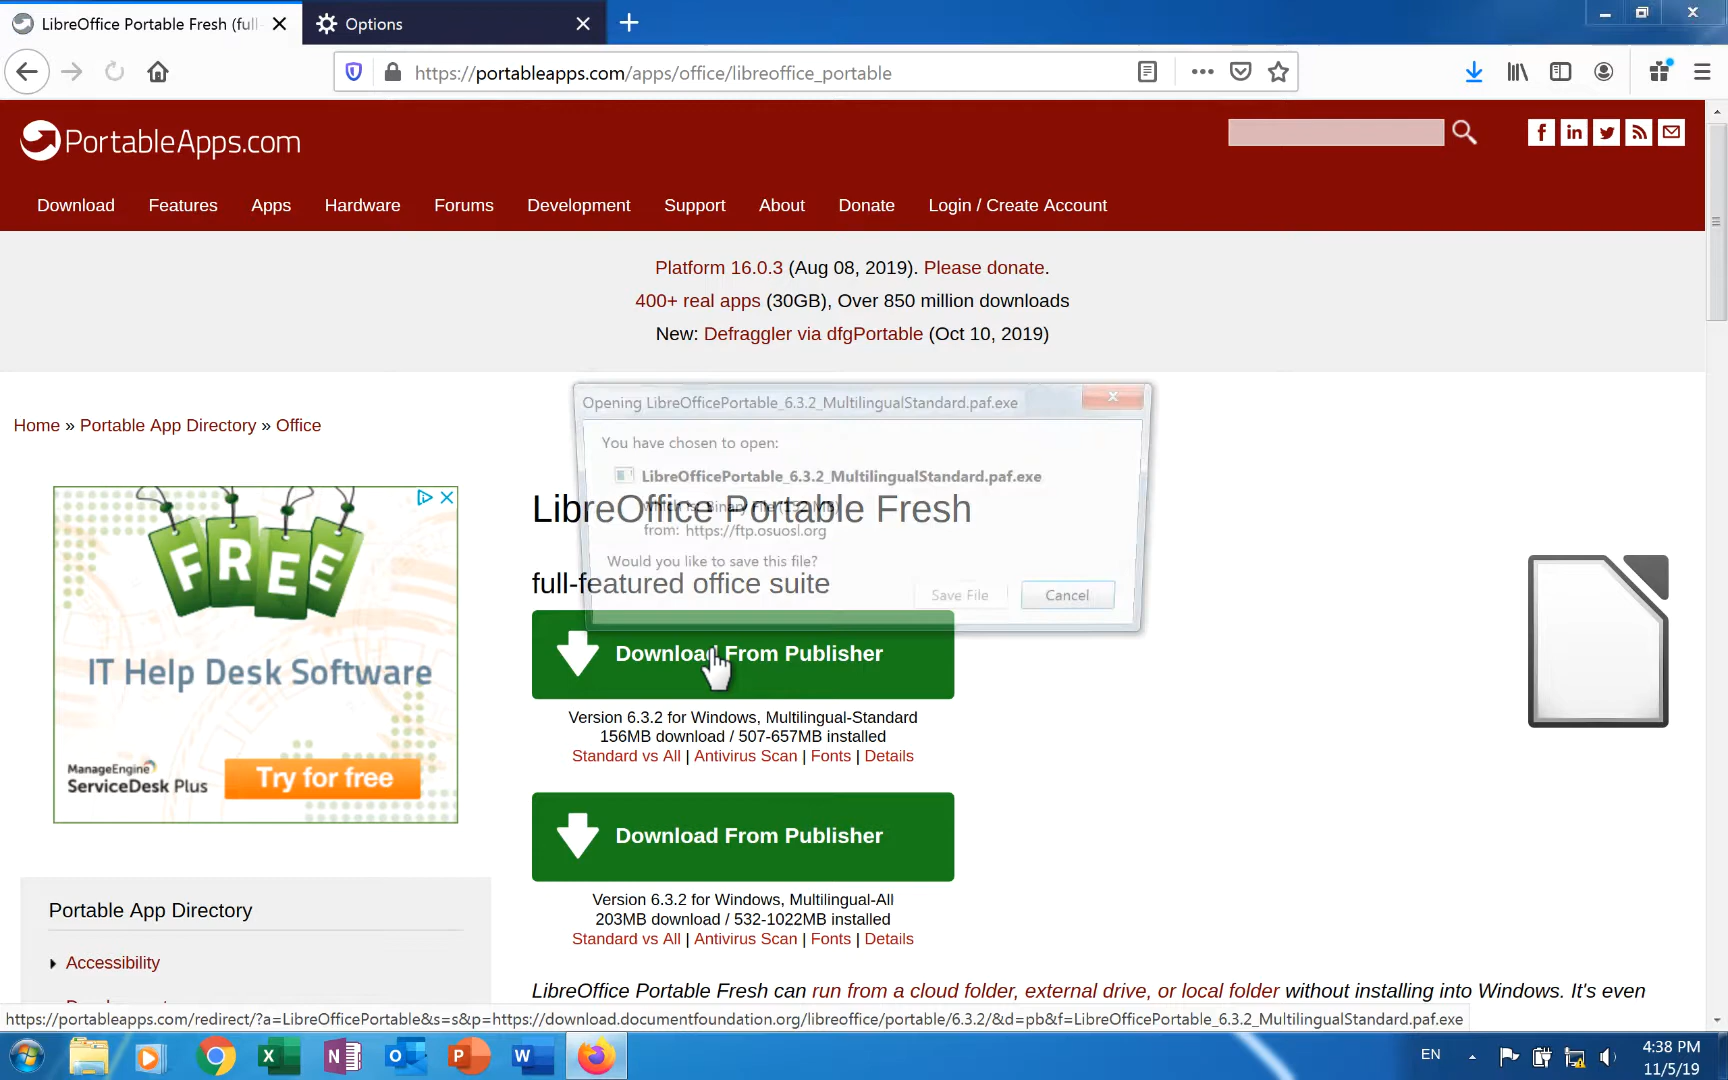 LibreOffice Portable Fresh (full-
Options
https://portableapps.com/apps/office/libreoffice_portable
PortableApps.com
Download Features Apps Hardware Forums Development Support About Donate Login / Create Account
Platform 16.0.3 (Aug 08, 2019). Please donate.
400+ real apps (30GB), Over 850 million downloads
New: Defraggler via dfgPortable (Oct 10, 2019)
Home » Portable App Directory » Office
Opening LibreOfficePortable_6.3.2_MultilingualStandard.paf.exe
You have chosen to open:
LibreOfficePortable_6.3.2_MultilingualStandard.paf.exe
which is: Binary File
from: https://ftp.osuosl.org
Would you like to save this file?
Save File Cancel
LibreOffice Portable Fresh
full-featured office suite
Download From Publisher
Version 6.3.2 for Windows, Multilingual-Standard
156MB download / 507-657MB installed
Standard vs All | Antivirus Scan | Fonts | Details
Download From Publisher
Version 6.3.2 for Windows, Multilingual-All
203MB download / 532-1022MB installed
Standard vs All | Antivirus Scan | Fonts | Details
FREE
IT Help Desk Software
ManageEngine
ServiceDesk Plus
Try for free
Portable App Directory
Accessibility
LibreOffice Portable Fresh can run from a cloud folder, external drive, or local folder without installing into Windows. It's even
https://portableapps.com/redirect/?a=LibreOfficePortable&s=s&p=https://download.documentfoundation.org/libreoffice/portable/6.3.2/&d=pb&f=LibreOfficePortable_6.3.2_MultilingualStandard.paf.exe
EN
4:38 PM
11/5/19